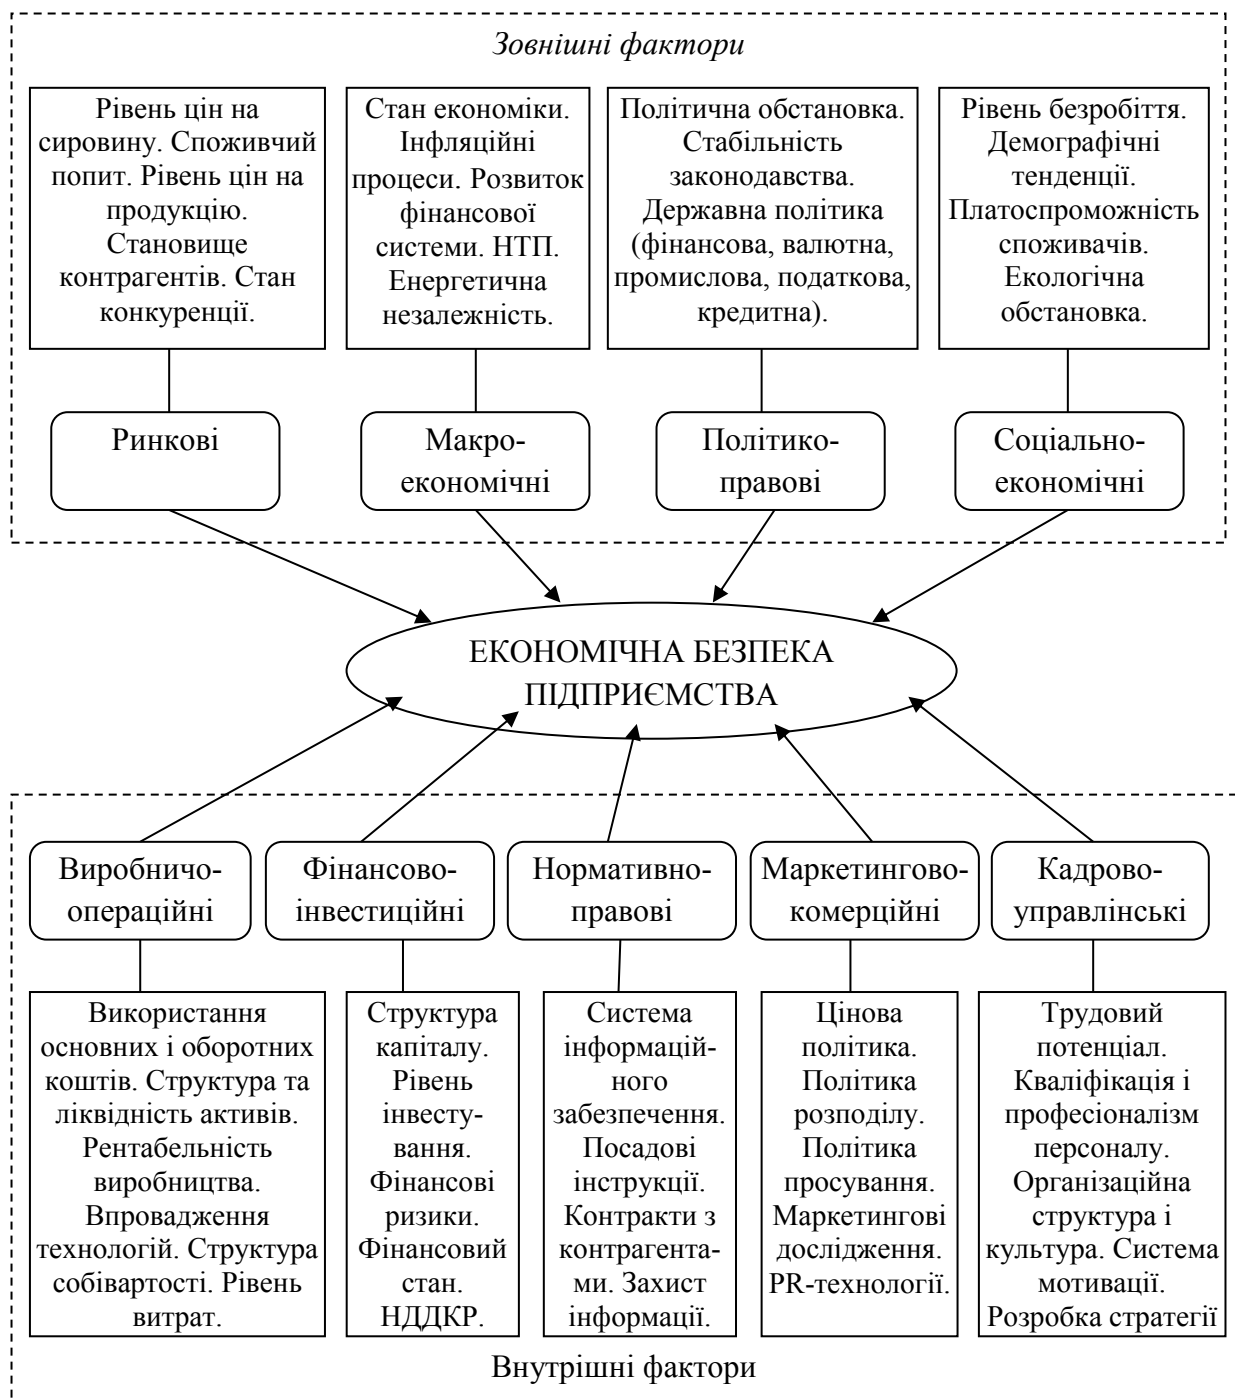 Зовнішні фактори
Рівень цін на
сировину. Споживчий
попит. Рівень цін на
продукцію.
Становище
контрагентів. Стан
конкуренції.
Стан економіки.
Інфляційні
процеси. Розвиток
фінансової
системи. НТП.
Енергетична
незалежність.
Політична обстановка.
Стабільність
законодавства.
Державна політика
(фінансова, валютна,
промислова, податкова,
кредитна).
Рівень безробіття.
Демографічні
тенденції.
Платоспроможність
споживачів.
Екологічна
обстановка.
Ринкові
Макро-
економічні
Політико-
правові
Соціально-
економічні
ЕКОНОМІЧНА БЕЗПЕКА
ПІДПРИЄМСТВА
Виробничо-
операційні
Фінансово-
інвестиційні
Нормативно-
правові
Маркетингово-
комерційні
Кадрово-
управлінські
Використання
основних і оборотних
коштів. Структура та
ліквідність активів.
Рентабельність
виробництва.
Впровадження
технологій. Структура
собівартості. Рівень
витрат.
Структура
капіталу.
Рівень
інвесту-
вання.
Фінансові
ризики.
Фінансовий
стан.
НДДКР.
Система
інформацій-
ного
забезпечення.
Посадові
інструкції.
Контракти з
контрагента-
ми. Захист
інформації.
Цінова
політика.
Політика
розподілу.
Політика
просування.
Маркетингові
дослідження.
PR-технології.
Трудовий
потенціал.
Кваліфікація і
професіоналізм
персоналу.
Організаційна
структура і
культура. Система
мотивації.
Розробка стратегії
Внутрішні фактори